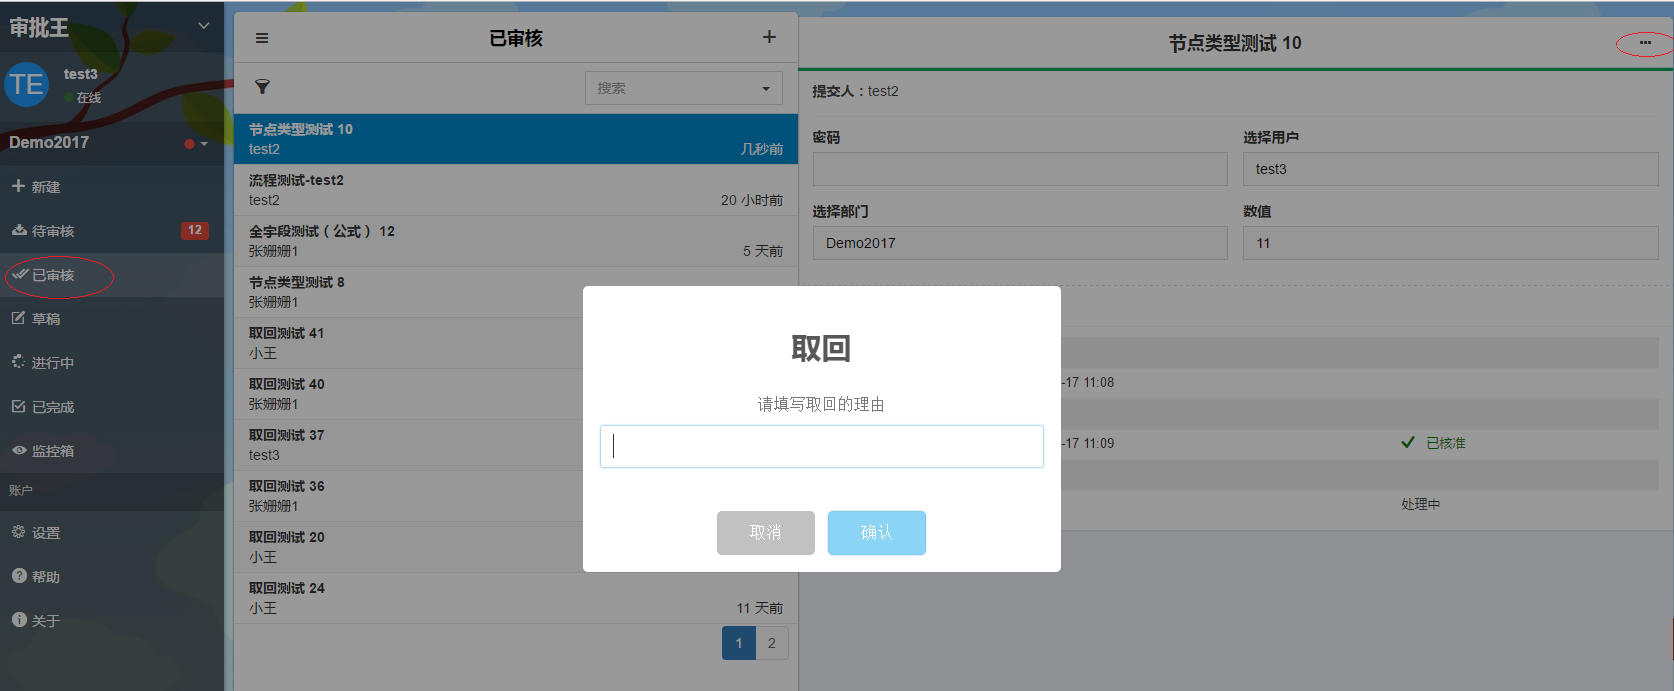 审批王
TE
test3
在线
Demo2017
新建
待审核 12
已审核
草稿
进行中
已完成
监控箱
账户
设置
帮助
关于
已审核
搜索
节点类型测试 10
test2 几秒前
流程测试-test2
test2 20 小时前
全字段测试（公式） 12
张姗姗1 5 天前
节点类型测试 8
张姗姗1
取回测试 41
小王
取回测试 40
张姗姗1
取回测试 37
test3
取回测试 36
张姗姗1
取回测试 20
小王
取回测试 24
小王 11 天前
1 2
节点类型测试 10
提交人：test2
密码 选择用户
test3
选择部门 数值
Demo2017 11
-17 11:08
-17 11:09 已核准
处理中
取回
请填写取回的理由
取消 确认